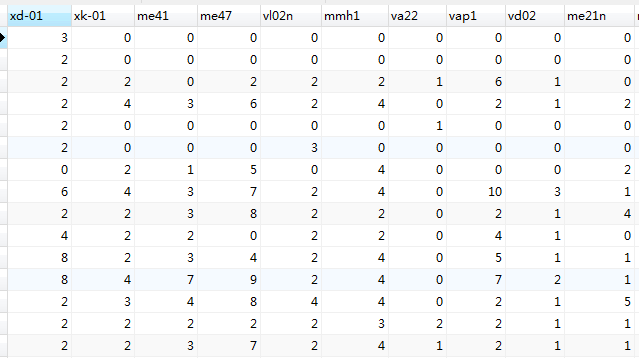 xd-01 xk-01 me41 me47 vl02n mmh1 va22 vap1 vd02 me21n
3 0 0 0 0 0 0 0 0 0
2 0 0 0 0 0 0 0 0 0
2 2 0 2 2 2 1 6 1 0
2 4 3 6 2 4 0 2 1 2
2 0 0 0 0 0 1 0 0 0
2 0 0 0 3 0 0 0 0 0
0 2 1 5 0 4 0 0 0 2
6 4 3 7 2 4 0 10 3 1
2 2 3 8 2 2 0 2 1 4
4 2 2 0 2 2 0 4 1 0
8 2 3 4 2 4 0 5 1 1
8 4 7 9 2 4 0 7 2 1
2 3 4 8 4 4 0 2 1 5
2 2 2 2 2 3 2 2 1 1
2 2 3 7 2 4 1 2 1 1